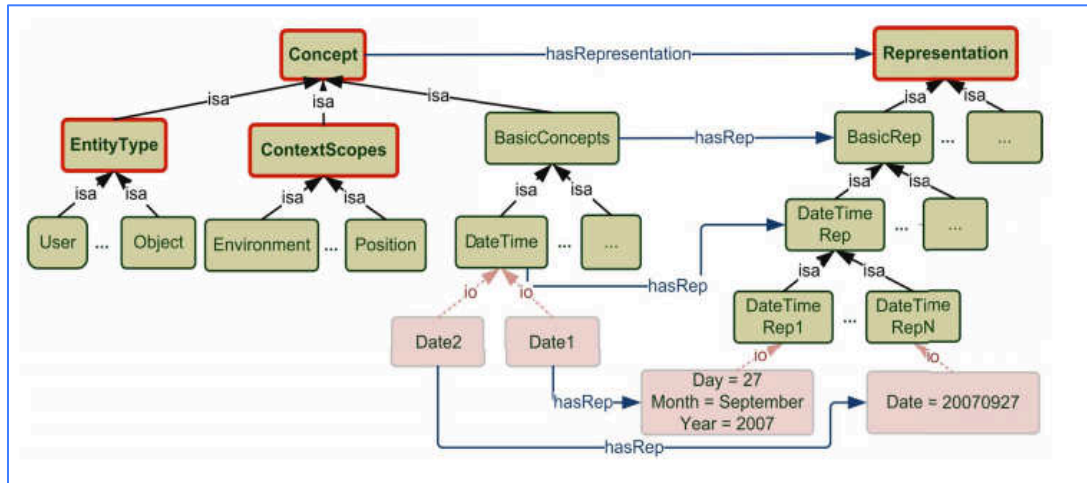 Concept
hasRepresentation
Representation
isa
isa
isa
isa
isa
EntityType
ContextScopes
BasicConcepts
hasRep
BasicRep
...
...
isa
isa
isa
isa
isa
isa
isa
isa
User
...
Object
Environment
...
Position
DateTime
...
...
DateTime
Rep
...
...
hasRep
isa
isa
io
io
DateTime
Rep1
...
DateTime
RepN
Date2
Date1
io
io
hasRep
Day = 27
Month = September
Year = 2007
Date = 20070927
hasRep